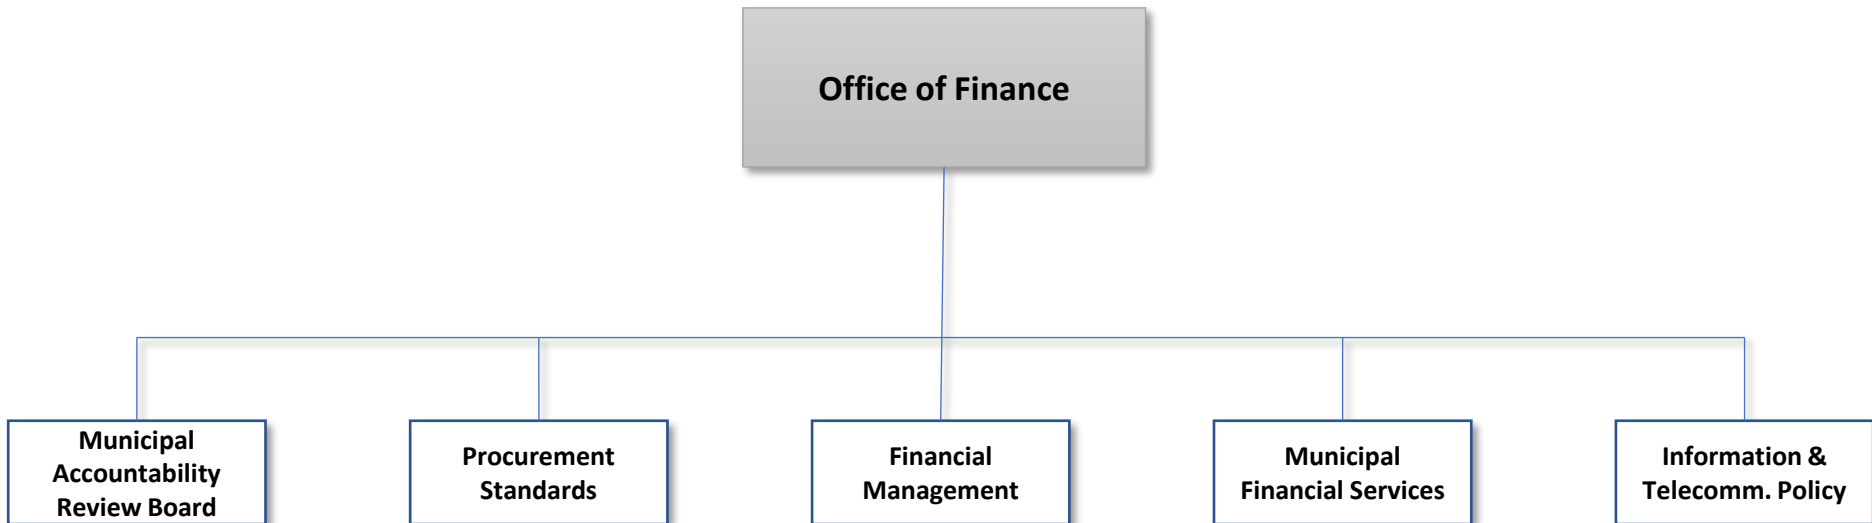 Office of Finance
Municipal
Accountability
Review Board
Procurement
Standards
Financial
Management
Municipal
Financial Services
Information &
Telecomm. Policy